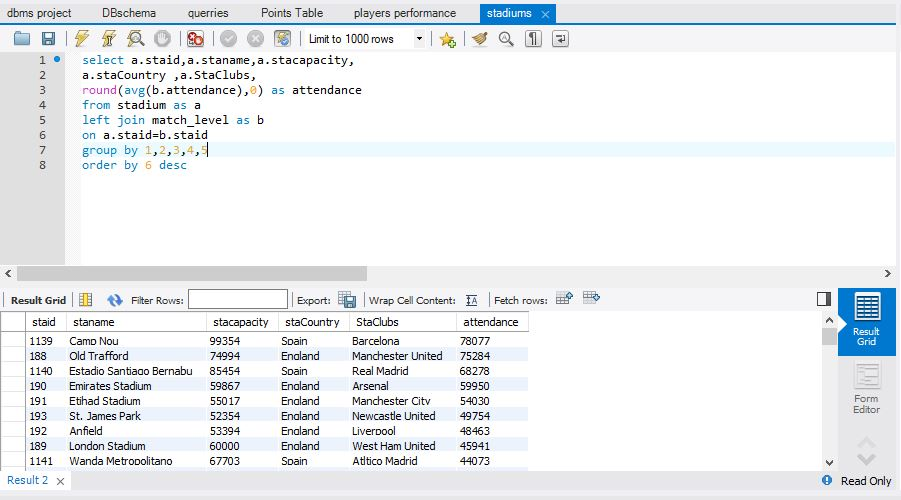 dbms project DBschema querries Points Table players performance stadiums
Limit to 1000 rows
1 select a.staid,a.staname,a.stacapacity,
2 a.staCountry ,a.StaClubs,
3 round(avg(b.attendance),0) as attendance
4 from stadium as a
5 left join match_level as b
6 on a.staid=b.staid
7 group by 1,2,3,4,5
8 order by 6 desc
Result Grid Filter Rows: Export: Wrap Cell Content: IA Fetch rows:
staid staname stacapacity staCountry StaClubs attendance
1139 Camp Nou 99354 Spain Barcelona 78077
188 Old Trafford 74994 England Manchester United 75284
1140 Estadio Santiago Bernabu 85454 Spain Real Madrid 68278
190 Emirates Stadium 59867 England Arsenal 59950
191 Etihad Stadium 55017 England Manchester City 54030
193 St. James Park 52354 England Newcastle United 49754
192 Anfield 53394 England Liverpool 48463
189 London Stadium 60000 England West Ham United 45941
1141 Wanda Metropolitano 67703 Spain Atltico Madrid 44073
Result
Grid
Form
Editor
Result 2 Read Only